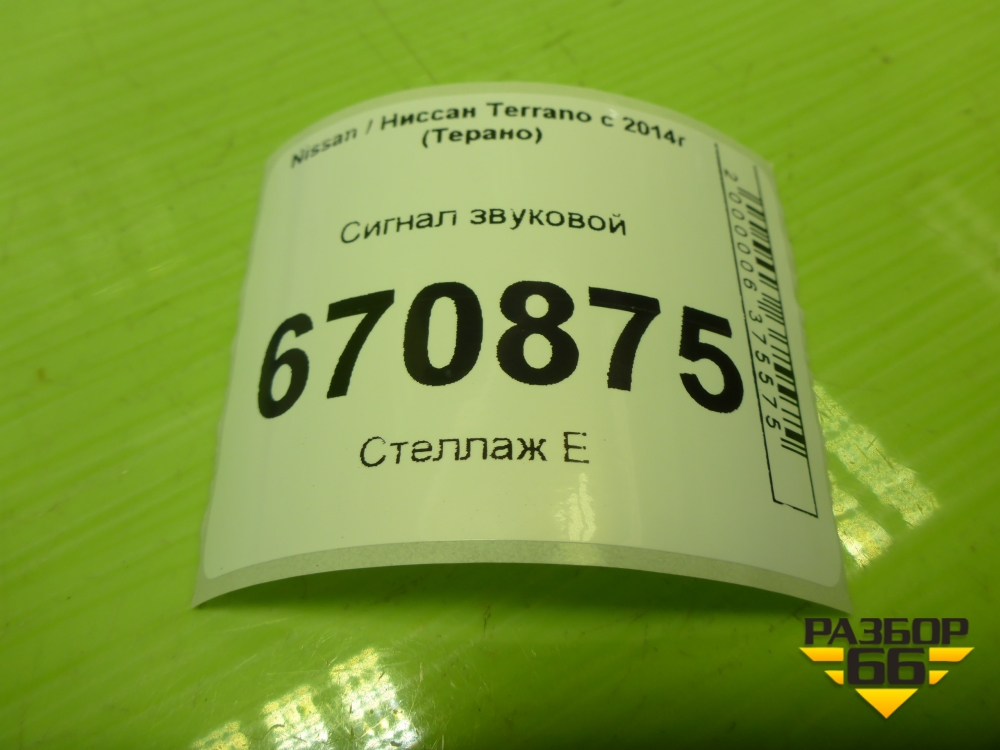 Nissan / Ниссан Terrano с 2014г
(Терано)
Сигнал звуковой
670875
Стеллаж Е
2000006375575
РАЗБОР
66